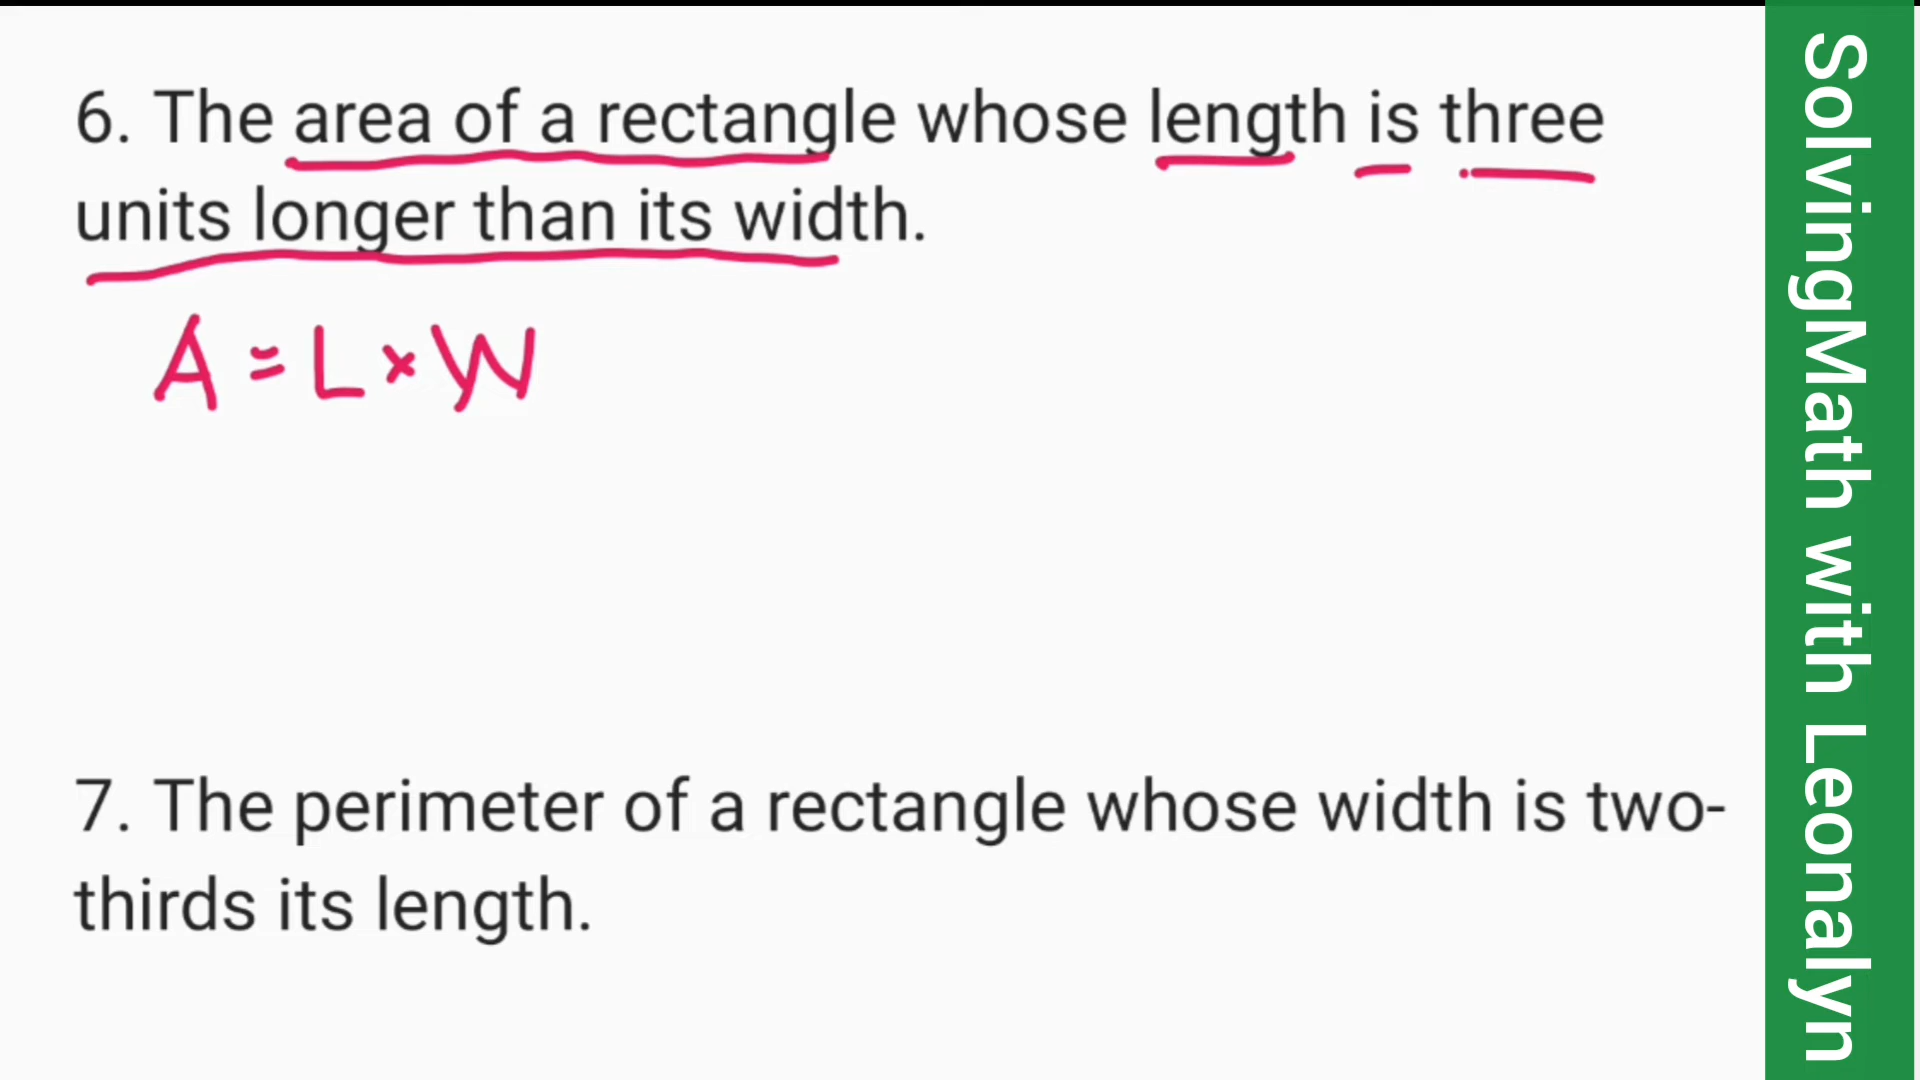 6. The area of a rectangle whose length is three
units longer than its width.
A = L × W
7. The perimeter of a rectangle whose width is two-
thirds its length.
SolvingMath with Leonalyn